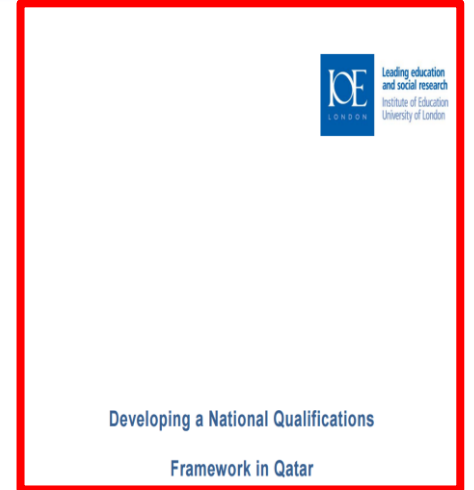 IOE
LONDON
Leading education
and social research
Institute of Education
University of London
Developing a National Qualifications
Framework in Qatar